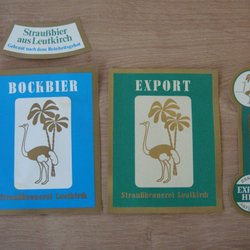 Straußbier
aus Leutkirch
Gebraut nach dem Reinheitsgebot
BOCKBIER
Straußbrauerei Leutkirch
EXPORT
Straußbrauerei Leutkirch